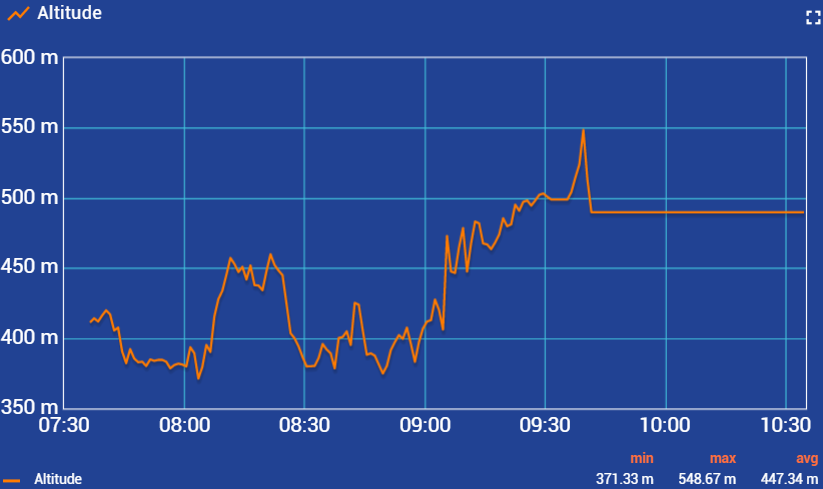 Altitude
600 m
550 m
500 m
450 m
400 m
350 m
07:30 08:00 08:30 09:00 09:30 10:00 10:30
min max avg
Altitude 371.33 m 548.67 m 447.34 m